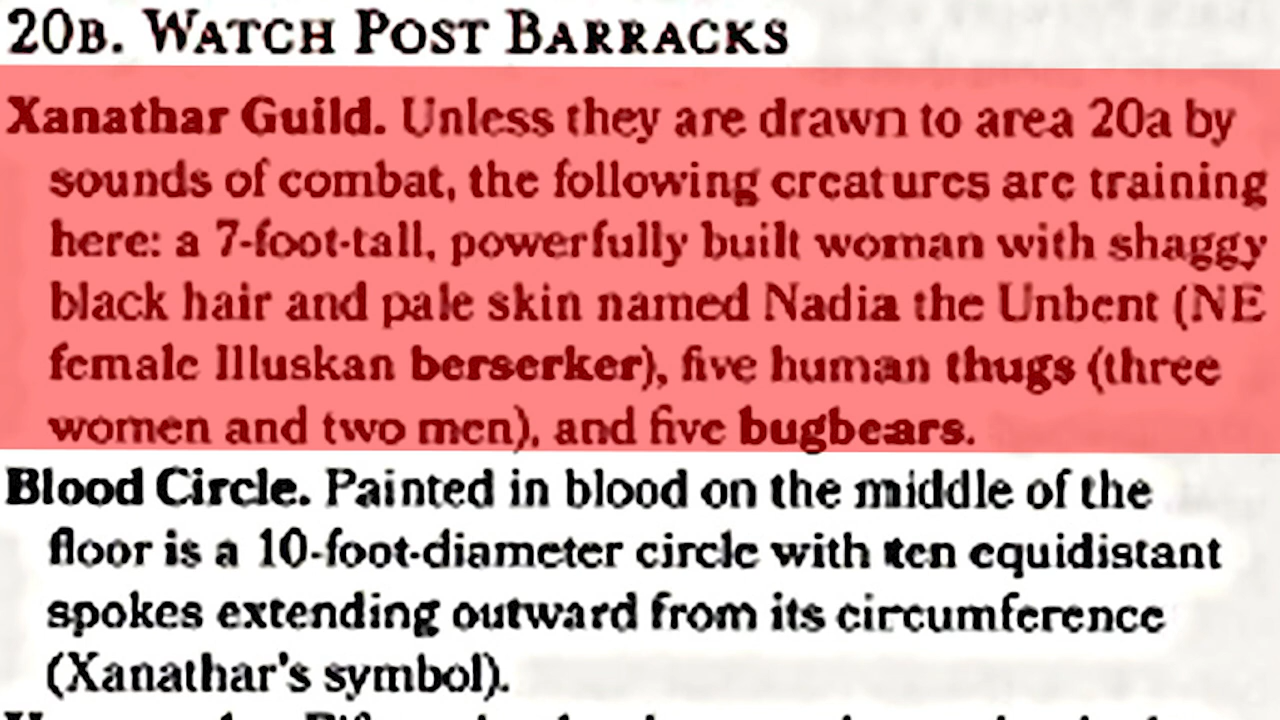 20B. WATCH POST BARRACKS
Xanathar Guild. Unless they are drawn to area 20a by
sounds of combat, the following creatures are training
here: a 7-foot-tall, powerfully built woman with shaggy
black hair and pale skin named Nadia the Unbent (NE
female Illuskan berserker), five human thugs (three
women and two men), and five bugbears.
Blood Circle. Painted in blood on the middle of the
floor is a 10-foot-diameter circle with ten equidistant
spokes extending outward from its circumference
(Xanathar's symbol).